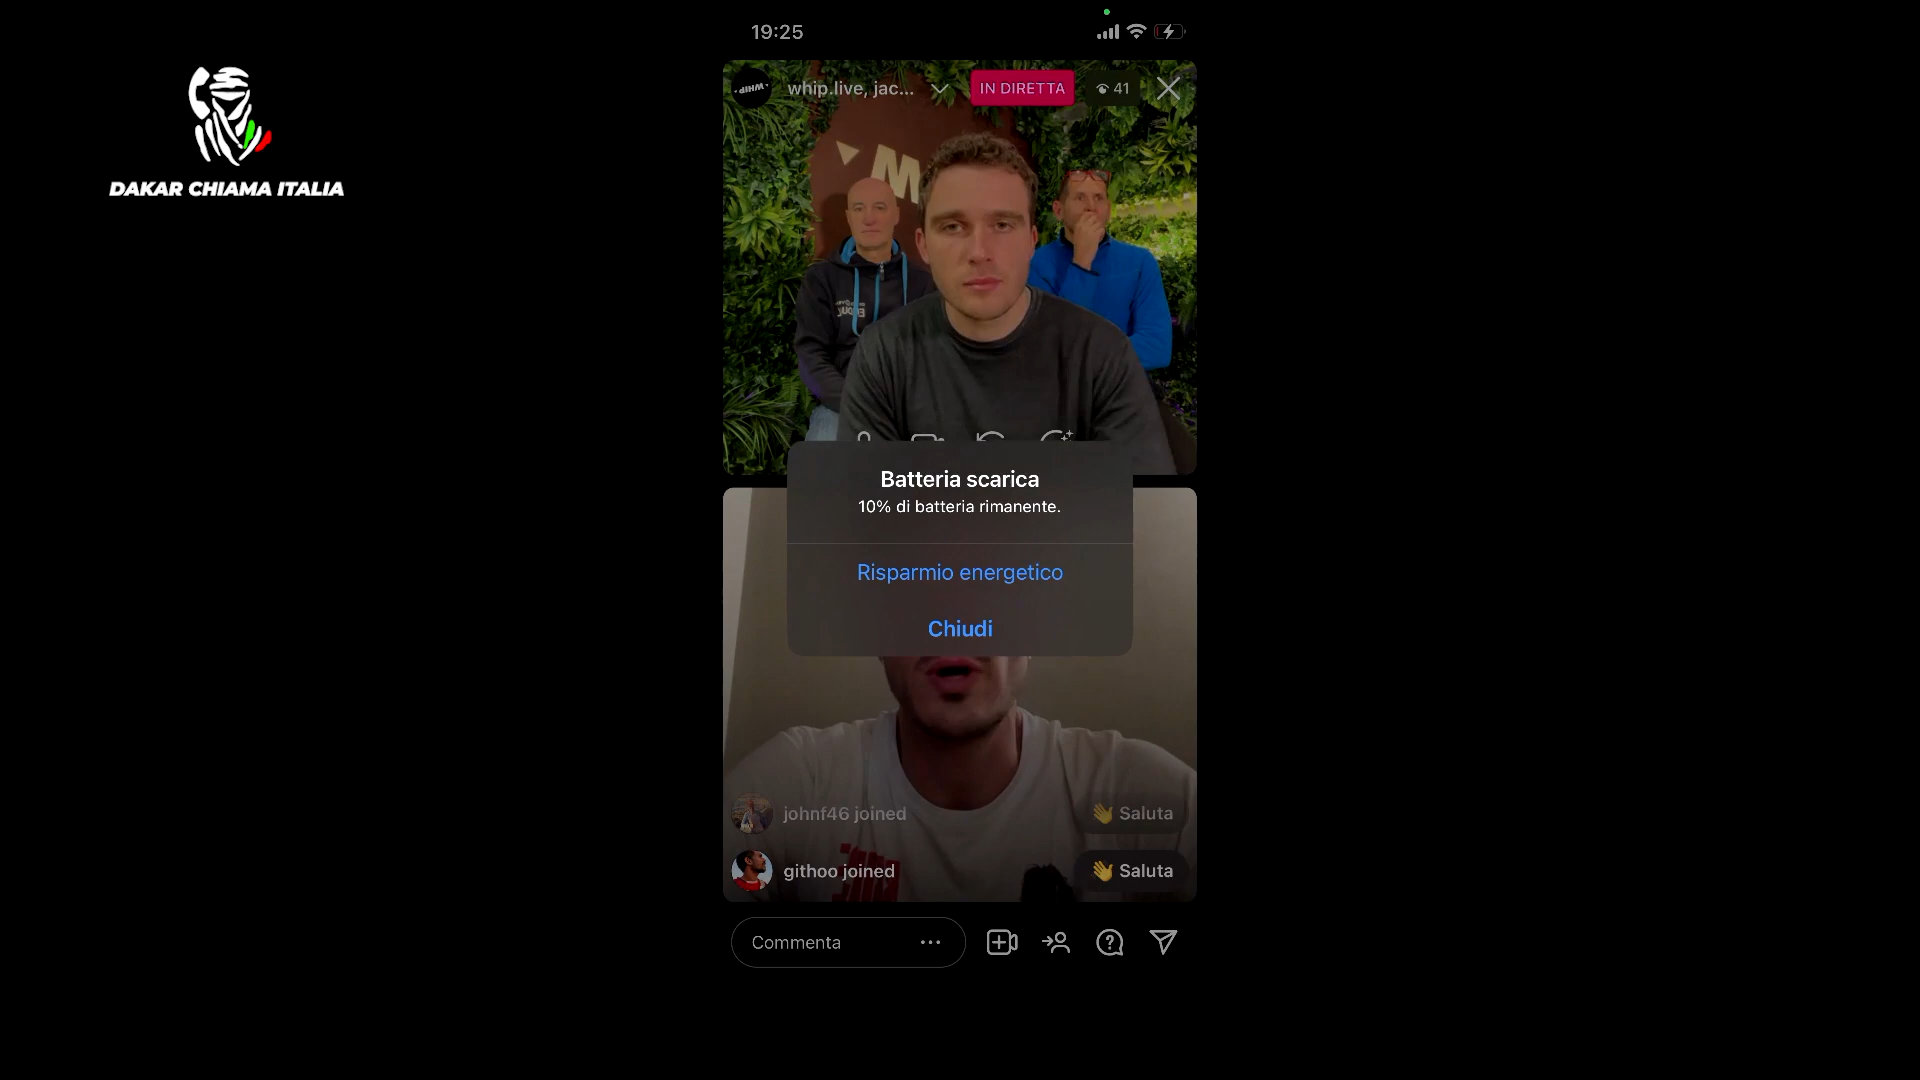 19:25
DAKAR CHIAMA ITALIA
whip.live, jac...
IN DIRETTA
41
Batteria scarica
10% di batteria rimanente.
Risparmio energetico
Chiudi
johnf46 joined
👋 Saluta
githoo joined
👋 Saluta
Commenta